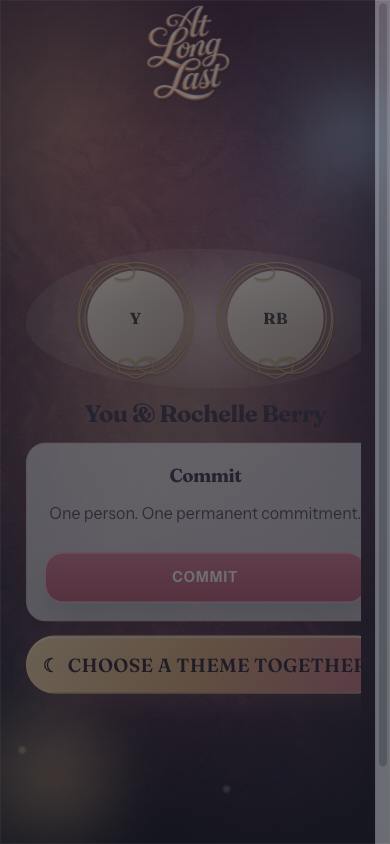 At
Long
Last
Y
RB
You & Rochelle Berry
Commit
One person. One permanent commitment.
COMMIT
☾ CHOOSE A THEME TOGETHER